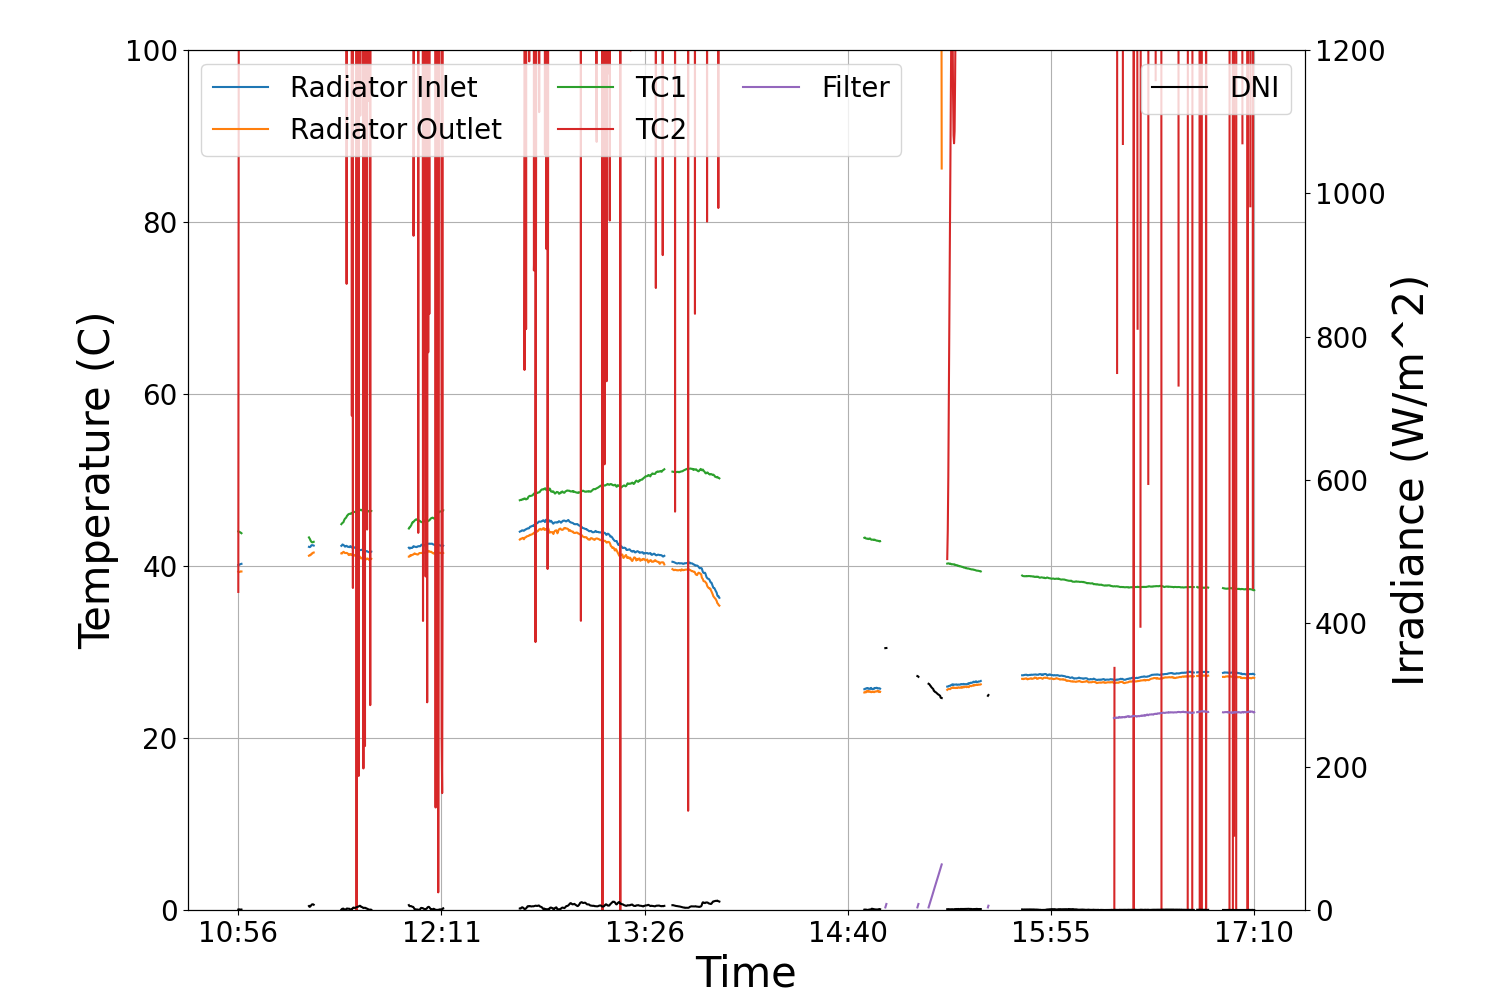 100
80
60
40
20
0
Temperature (C)
Radiator Inlet
Radiator Outlet
TC1
TC2
Filter
DNI
1200
1000
800
600
400
200
0
Irradiance (W/m^2)
10:56
12:11
13:26
14:40
15:55
17:10
Time